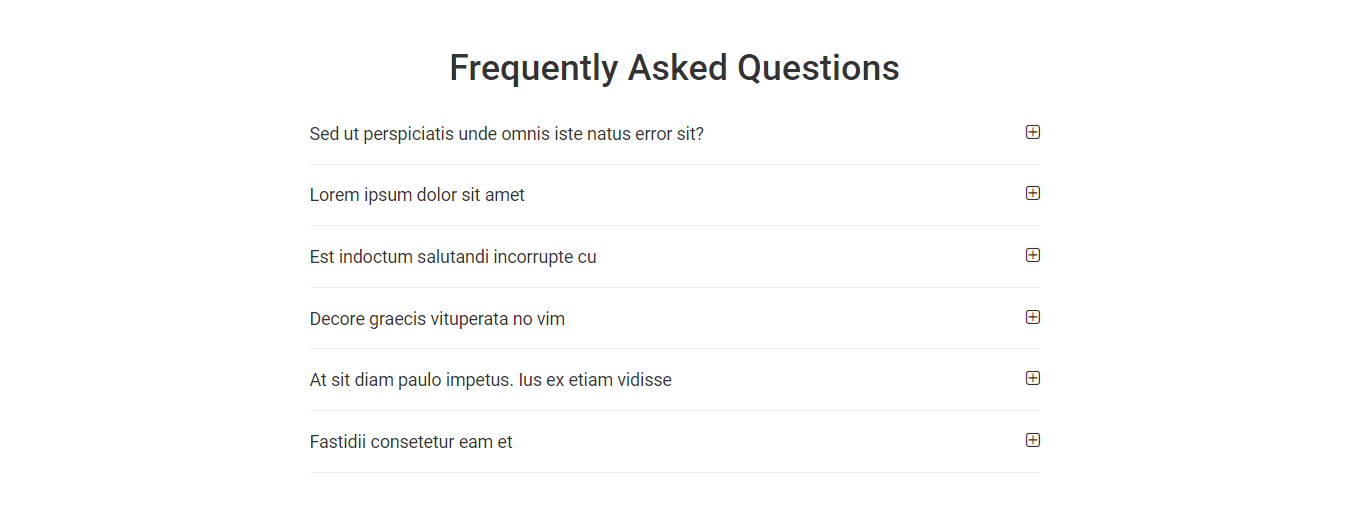 Frequently Asked Questions
Sed ut perspiciatis unde omnis iste natus error sit?
Lorem ipsum dolor sit amet
Est indoctum salutandi incorrupte cu
Decore graecis vituperata no vim
At sit diam paulo impetus. Ius ex etiam vidisse
Fastidii consetetur eam et